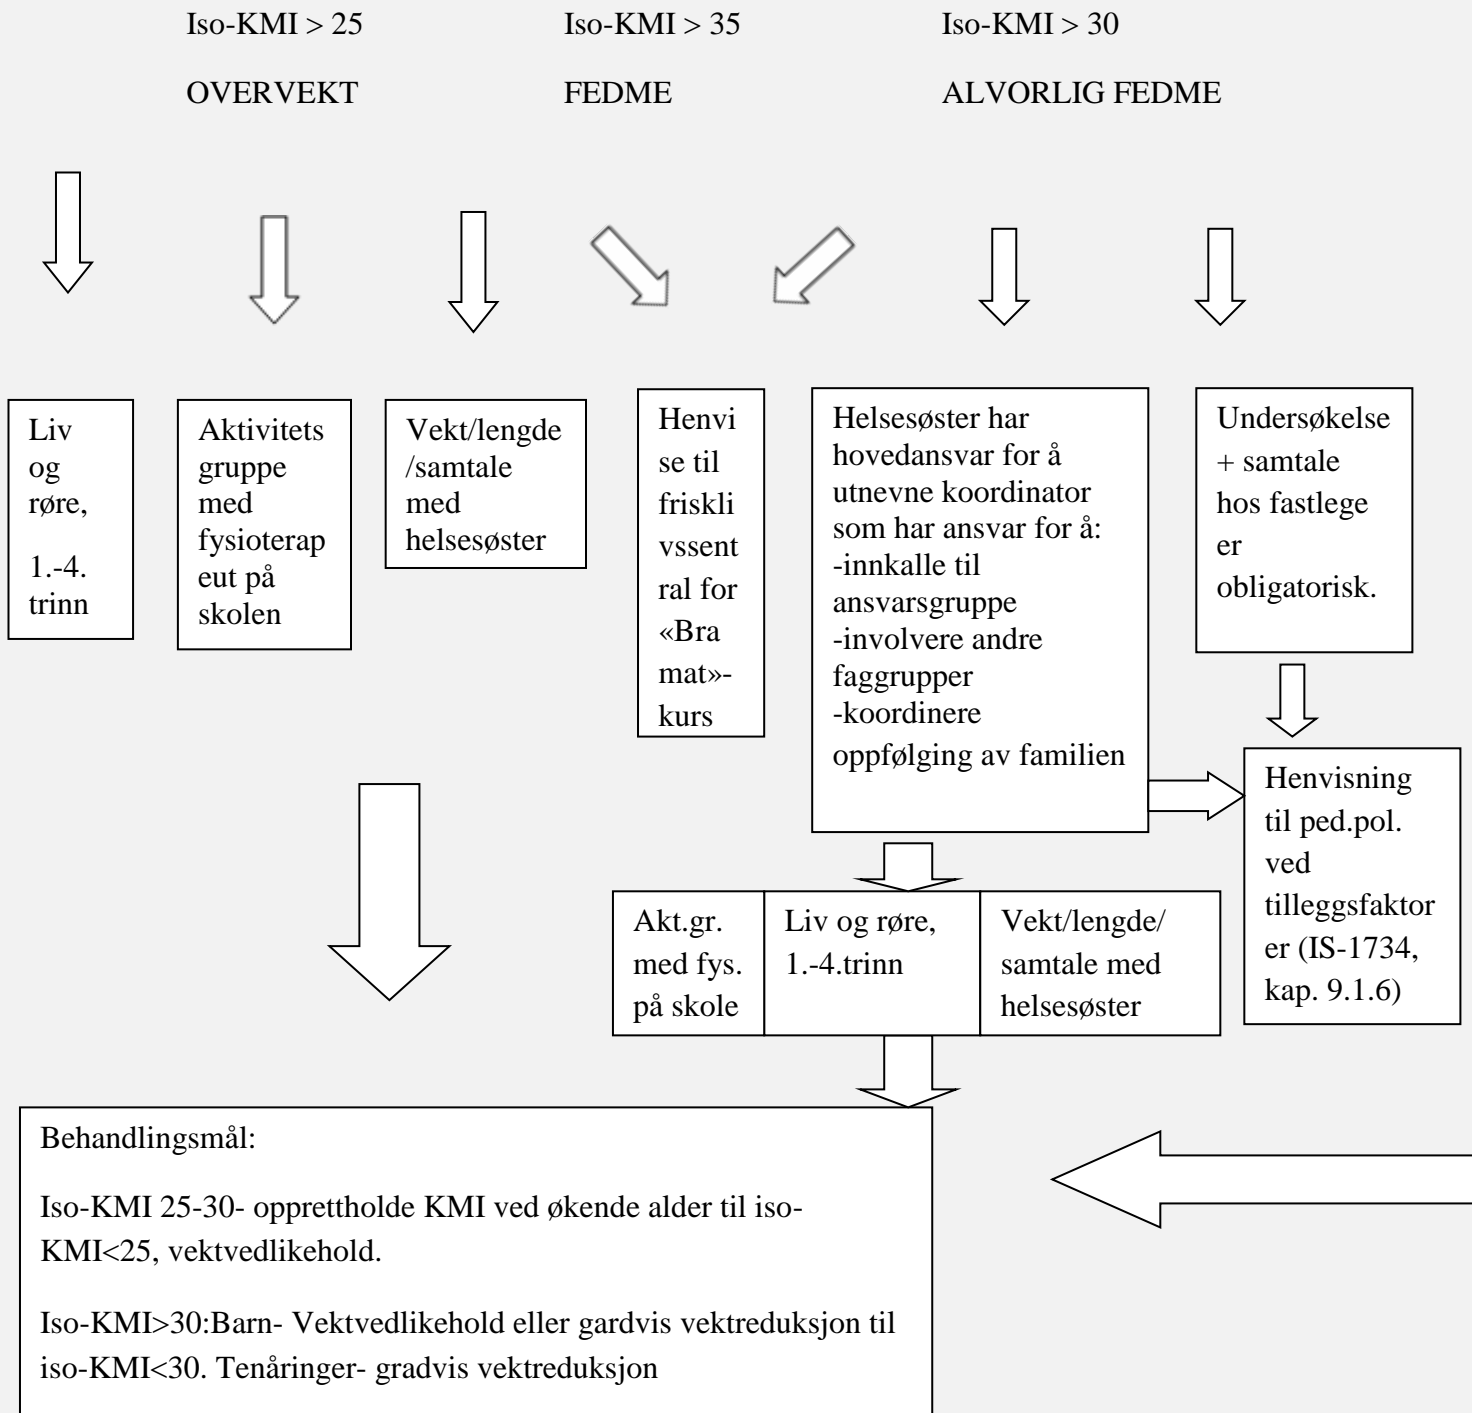 Iso-KMI > 25
Iso-KMI > 35
Iso-KMI > 30
OVERVEKT
FEDME
ALVORLIG FEDME
Liv
og
røre,
1.-4.
trinn
Aktivitets
gruppe
med
fysioterap
eut på
skolen
Vekt/lengde
/samtale
med
helsesøster
Henvi
se til
friskli
vssent
ral for
«Bra
mat»-
kurs
Helsesøster har
hovedansvar for å
utnevne koordinator
som har ansvar for å:
-innkalle til
ansvarsgruppe
-involvere andre
faggrupper
-koordinere
oppfølging av familien
Undersøkelse
+ samtale
hos fastlege
er
obligatorisk.
Henvisning
til ped.pol.
ved
tilleggsfaktor
er (IS-1734,
kap. 9.1.6)
Akt.gr.
med fys.
på skole
Liv og røre,
1.-4.trinn
Vekt/lengde/
samtale med
helsesøster
Behandlingsmål:
Iso-KMI 25-30- opprettholde KMI ved økende alder til iso-
KMI<25, vektvedlikehold.
Iso-KMI>30:Barn- Vektvedlikehold eller gardvis vektreduksjon til
iso-KMI<30. Tenåringer- gradvis vektreduksjon